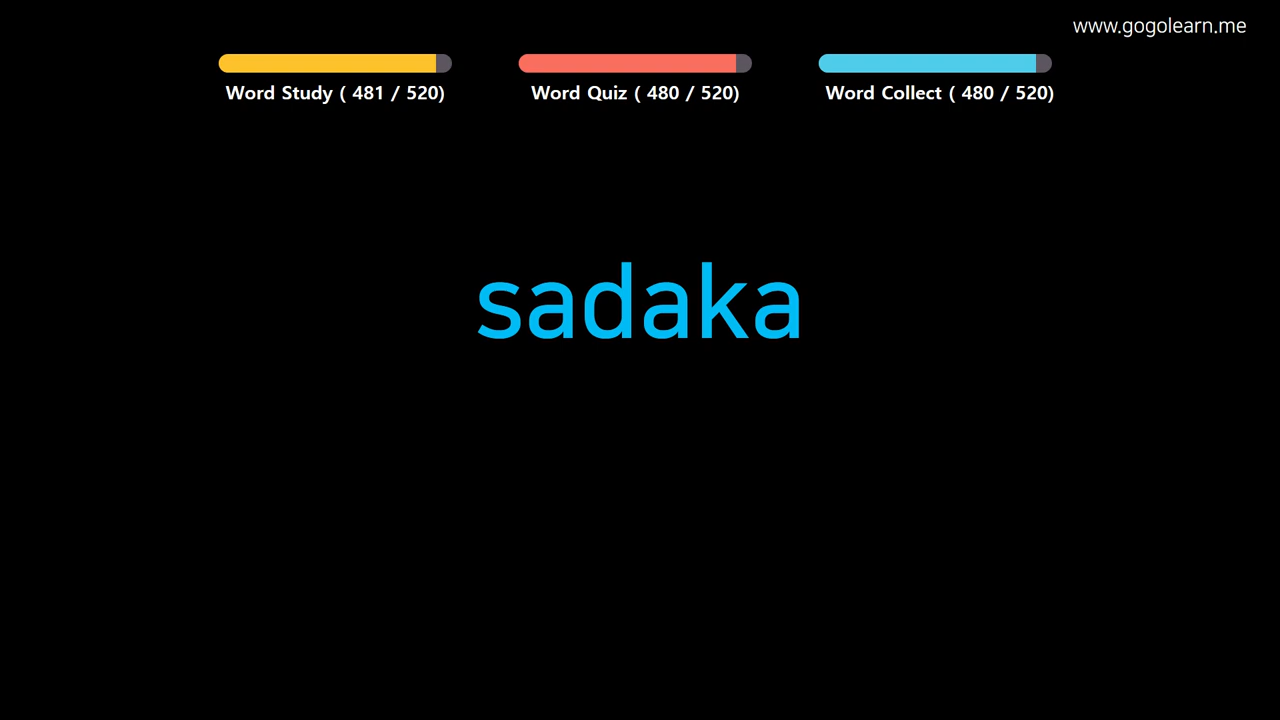 www.gogolearn.me
Word Study ( 481 / 520)
Word Quiz ( 480 / 520)
Word Collect ( 480 / 520)
sadaka